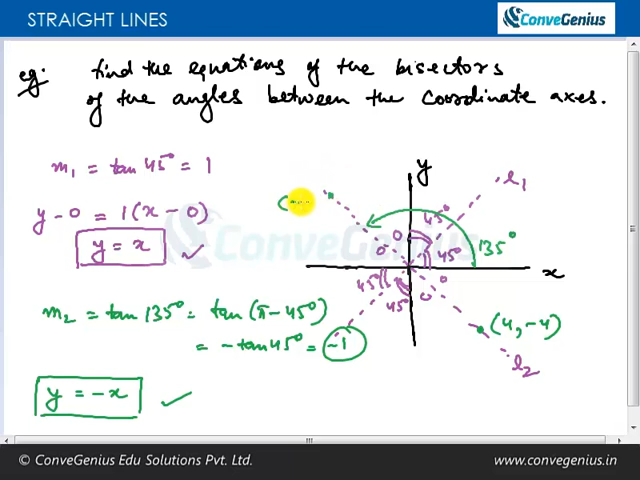 STRAIGHT LINES
ConveGenius
eg: find the equations of the bisectors
of the angles between the coordinate axes.
m₁ = tan 45° = 1
y - 0 = 1(x - 0)
y = x
m₂ = tan 135° = tan (π - 45°)
= - tan 45° = -1
y = -x
y
l₁
45°
135°
45°
x
45°
45°
(4, -4)
l₂
ConveGenius
© ConveGenius Edu Solutions Pvt. Ltd.
www.convegenius.in